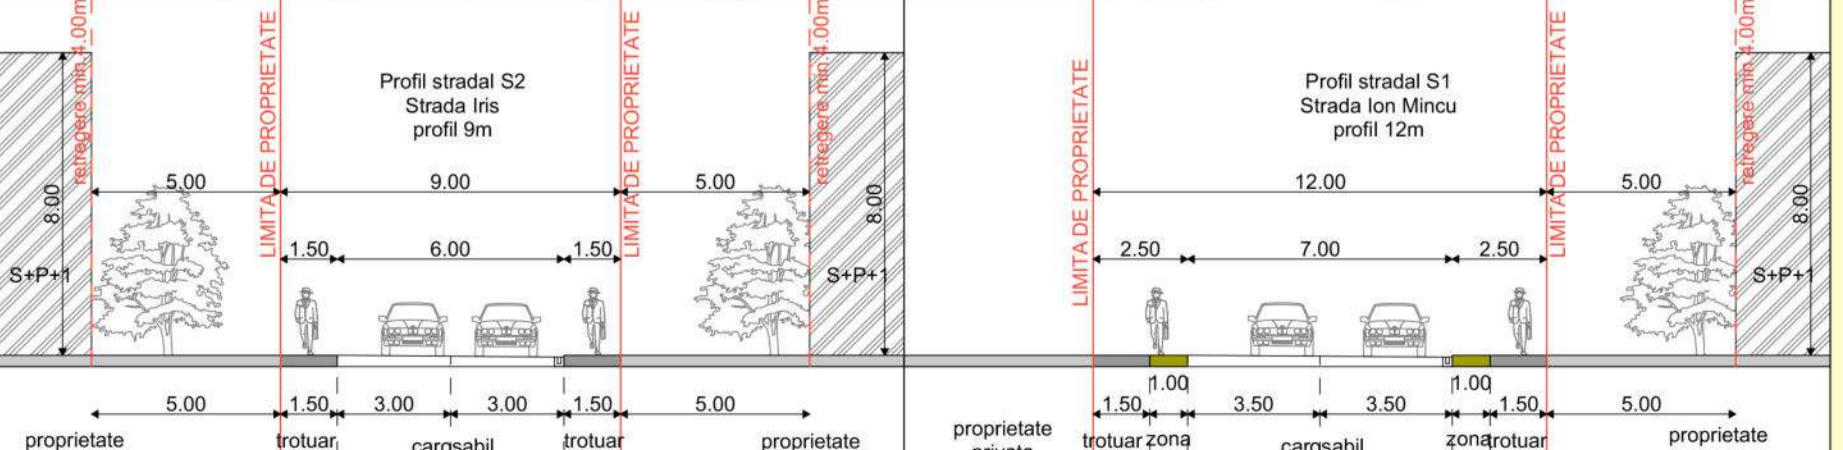 retregere min. 4.00m
LIMITA DE PROPRIETATE
Profil stradal S2
Strada Iris
profil 9m
LIMITA DE PROPRIETATE
retregere min. 4.00m
LIMITA DE PROPRIETATE
Profil stradal S1
Strada Ion Mincu
profil 12m
LIMITA DE PROPRIETATE
retragere min. 4.00m
5.00 9.00 5.00 12.00 5.00
8.00 8.00 8.00
1.50 6.00 1.50 2.50 7.00 2.50
S+P+1 S+P+1 S+P+1
1.00 1.00
5.00 1.50 3.00 3.00 1.50 5.00 1.50 3.50 3.50 1.50 5.00
proprietate trotuar carosabil trotuar proprietate proprietate trotuar zona carosabil zona trotuar proprietate
privata